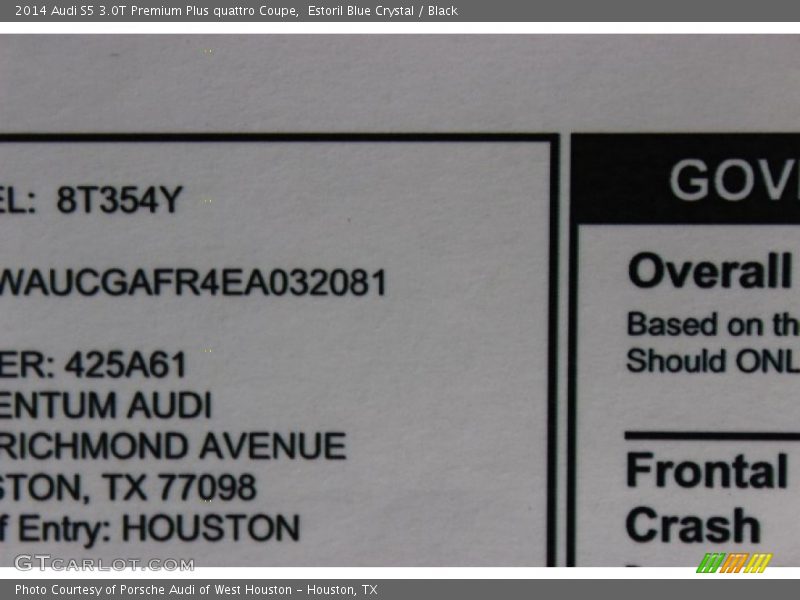 2014 Audi S5 3.0T Premium Plus quattro Coupe,  Estoril Blue Crystal / Black
EL: 8T354Y
WAUCGAFR4EA032081
ER: 425A61
ENTUM AUDI
RICHMOND AVENUE
STON, TX 77098
f Entry: HOUSTON
GOV
Overall
Based on th
Should ONL
Frontal
Crash
GTCARLOT.COM
Photo Courtesy of Porsche Audi of West Houston – Houston, TX